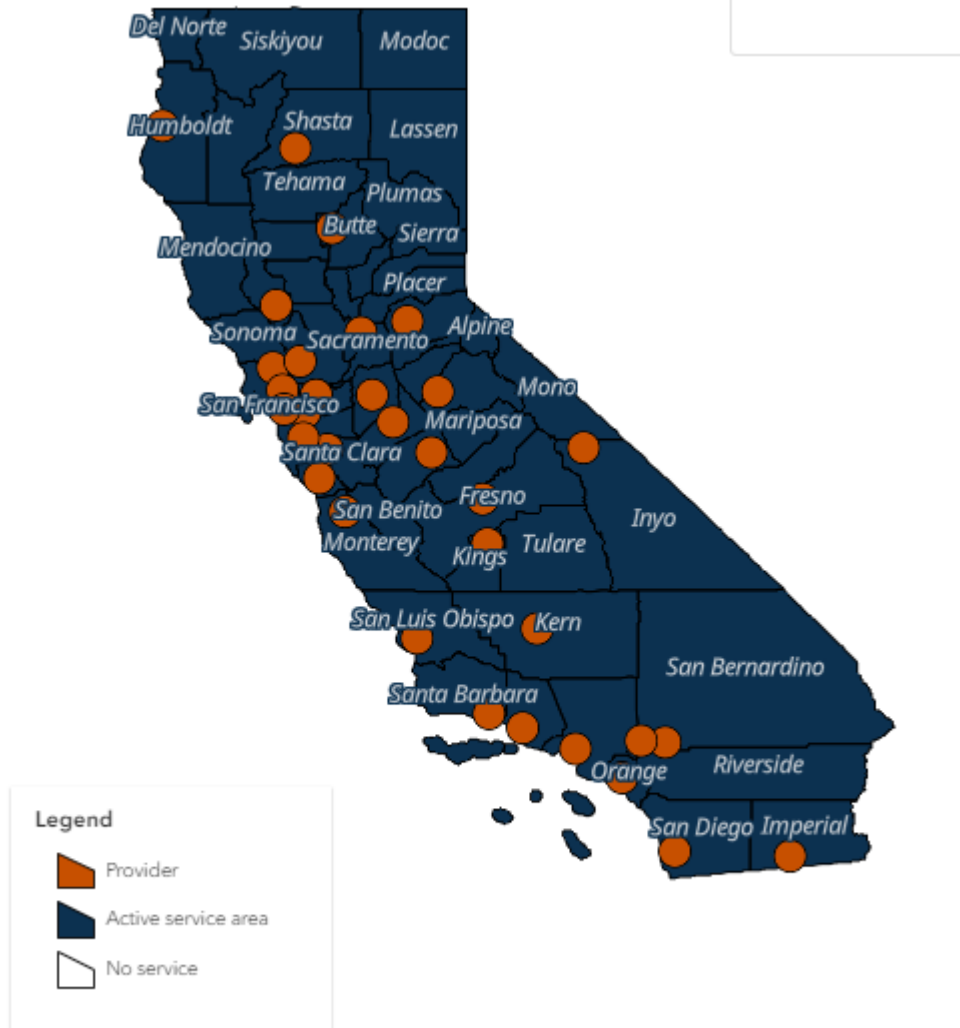 Del Norte
Siskiyou
Modoc
Humboldt
Shasta
Lassen
Tehama
Plumas
Butte
Sierra
Mendocino
Placer
Sonoma
Sacramento
Alpine
Mono
San Francisco
Mariposa
Santa Clara
Fresno
San Benito
Inyo
Monterey
Kings
Tulare
San Luis Obispo
Kern
San Bernardino
Santa Barbara
Orange
Riverside
San Diego
Imperial
Legend
Provider
Active service area
No service